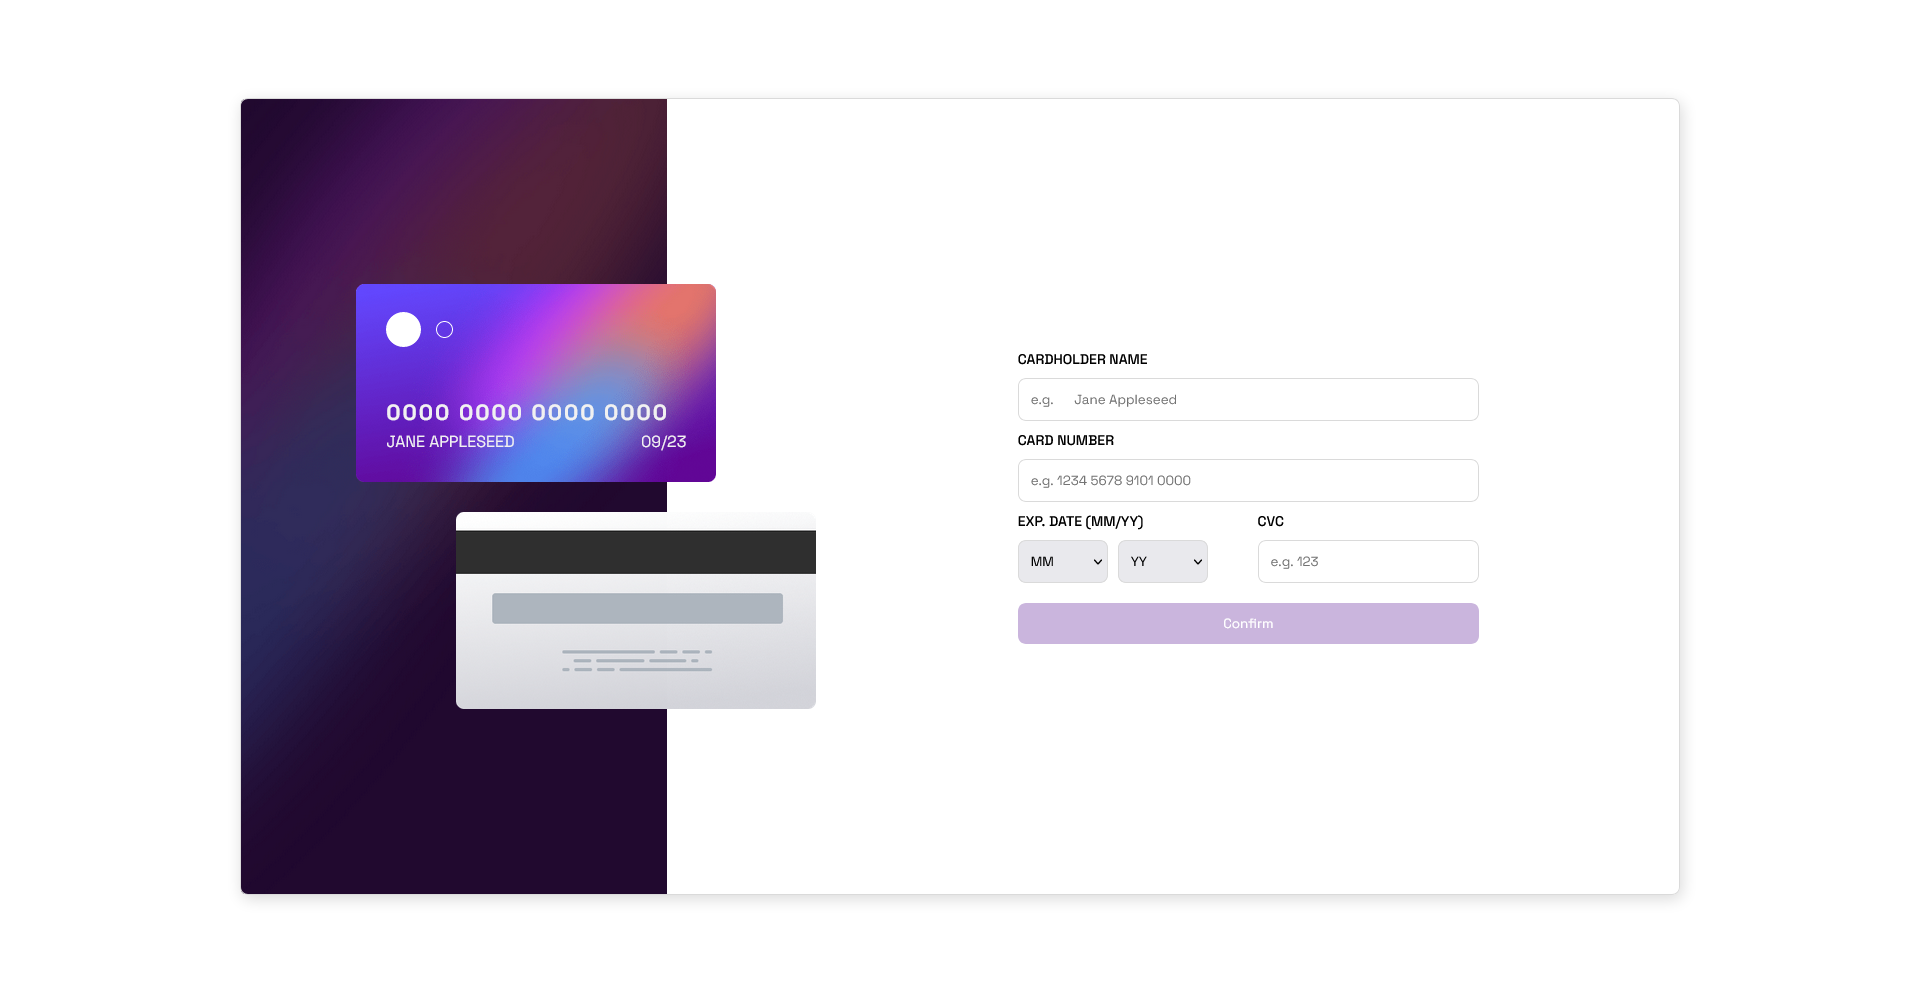 0000 0000 0000 0000
JANE APPLESEED 09/23
CARDHOLDER NAME
e.g. Jane Appleseed
CARD NUMBER
e.g. 1234 5678 9101 0000
EXP. DATE (MM/YY) CVC
MM YY e.g. 123
Confirm